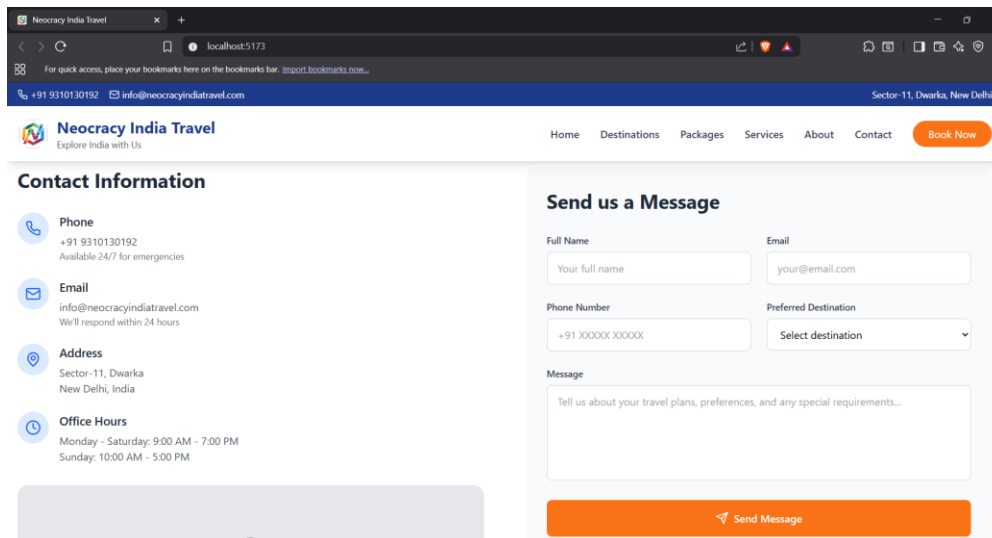 Neocracy India Travel
localhost:5173
For quick access, place your bookmarks here on the bookmarks bar. Import bookmarks now...
+91 9310130192 info@neocracyindiatravel.com Sector-11, Dwarka, New Delhi
Neocracy India Travel
Explore India with Us
Home Destinations Packages Services About Contact Book Now
Contact Information
Phone
+91 9310130192
Available 24/7 for emergencies
Email
info@neocracyindiatravel.com
We'll respond within 24 hours
Address
Sector-11, Dwarka
New Delhi, India
Office Hours
Monday - Saturday: 9:00 AM - 7:00 PM
Sunday: 10:00 AM - 5:00 PM
Send us a Message
Full Name Email
Your full name your@email.com
Phone Number Preferred Destination
+91 XXXXX XXXXX Select destination
Message
Tell us about your travel plans, preferences, and any special requirements...
Send Message